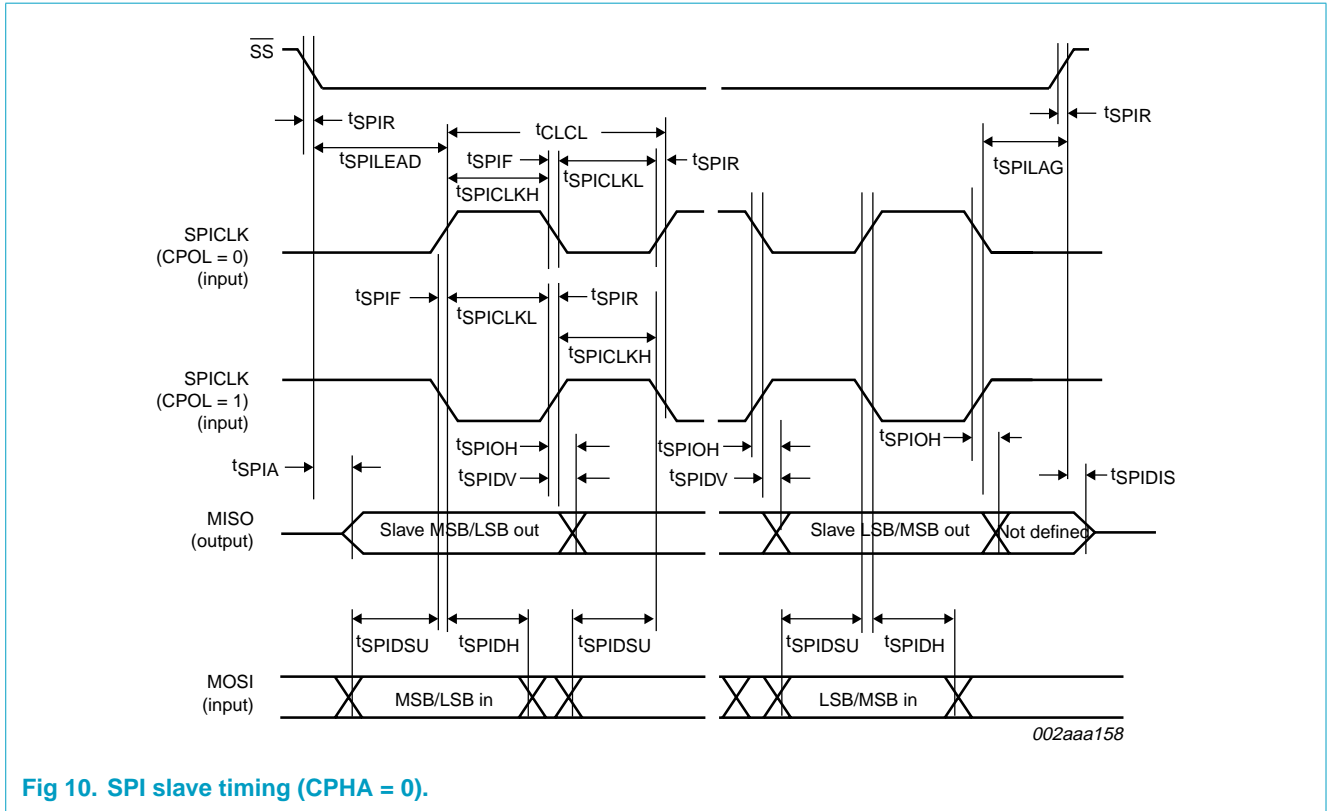 SS
tSPIR
tCLCL
tSPIR
tSPILEAD
tSPIF
tSPIR
tSPILAG
tSPICLKH
tSPICLKL
SPICLK
(CPOL = 0)
(input)
tSPIF
tSPICLKL
tSPIR
tSPICLKH
SPICLK
(CPOL = 1)
(input)
tSPIOH
tSPIOH
tSPIOH
tSPIA
tSPIDV
tSPIDV
tSPIDIS
MISO
(output)
Slave MSB/LSB out
Slave LSB/MSB out
Not defined
tSPIDSU
tSPIDH
tSPIDSU
tSPIDSU
tSPIDH
MOSI
(input)
MSB/LSB in
LSB/MSB in
002aaa158
Fig 10. SPI slave timing (CPHA = 0).